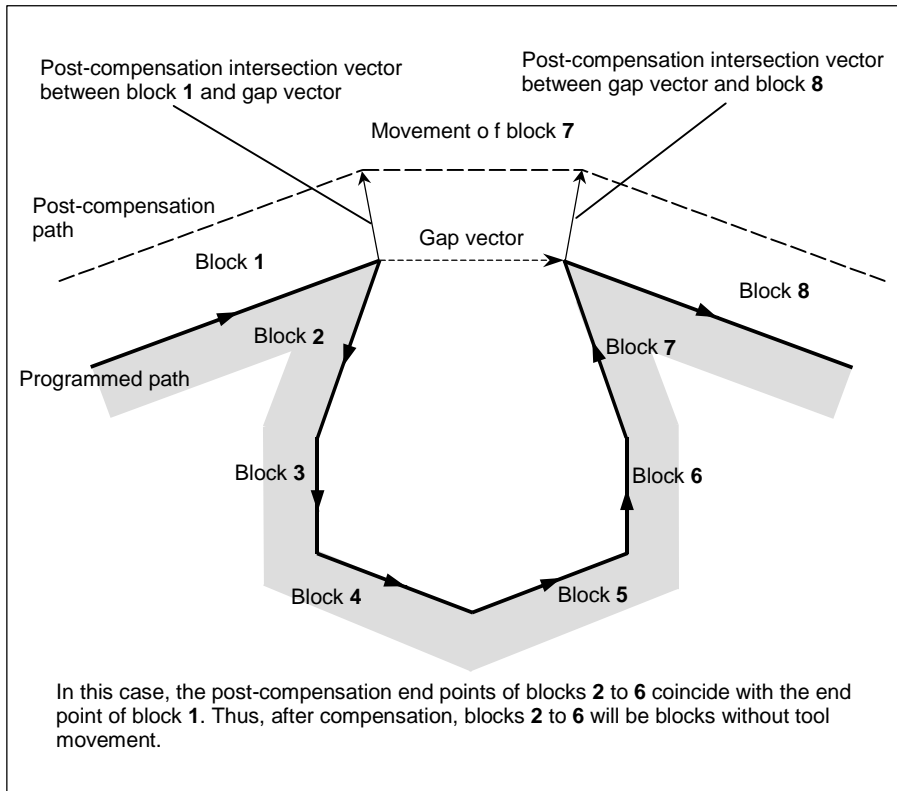 Post-compensation intersection vector
between block 1 and gap vector
Post-compensation intersection vector
between gap vector and block 8
Movement o f block 7
Post-compensation
path
Gap vector
Block 1
Block 8
Block 2
Block 7
Programmed path
Block 3
Block 6
Block 4
Block 5
In this case, the post-compensation end points of blocks 2 to 6 coincide with the end
point of block 1. Thus, after compensation, blocks 2 to 6 will be blocks without tool
movement.